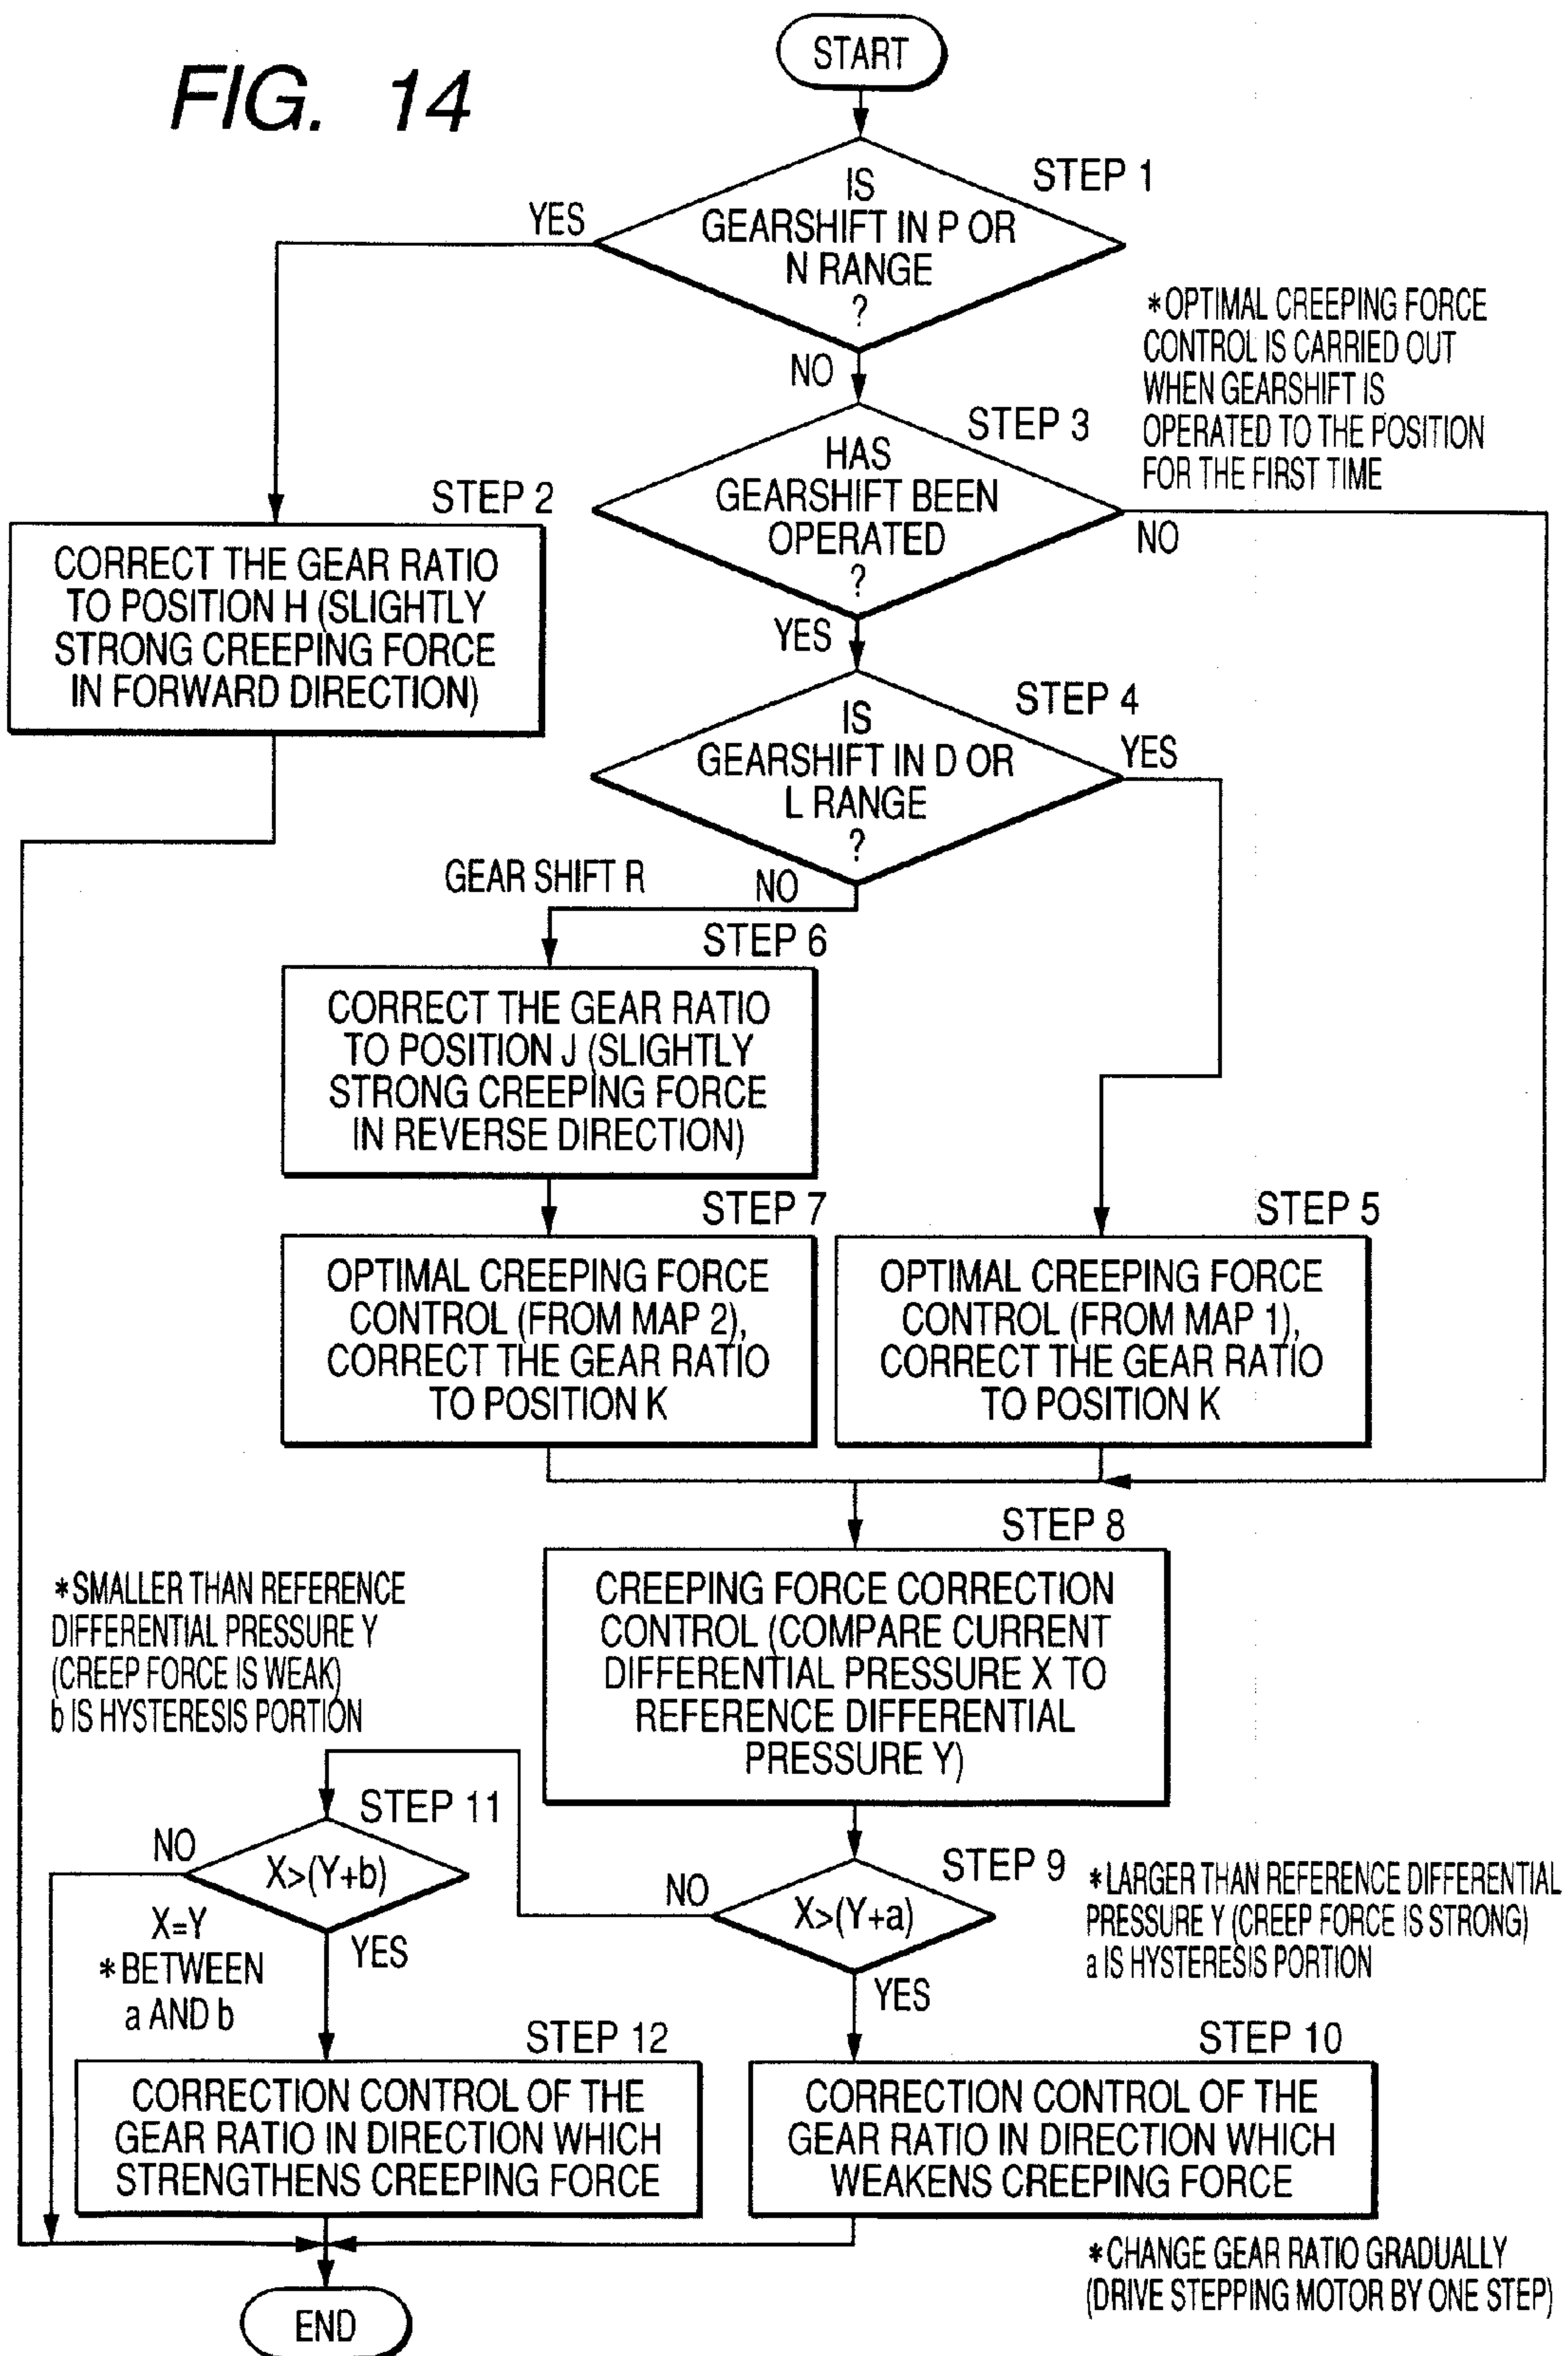 FIG. 14
START
STEP 1
IS
GEARSHIFT IN P OR
N RANGE
?
YES
NO
*OPTIMAL CREEPING FORCE
CONTROL IS CARRIED OUT
WHEN GEARSHIFT IS
OPERATED TO THE POSITION
FOR THE FIRST TIME
STEP 2
CORRECT THE GEAR RATIO
TO POSITION H (SLIGHTLY
STRONG CREEPING FORCE
IN FORWARD DIRECTION)
STEP 3
HAS
GEARSHIFT BEEN
OPERATED
?
NO
YES
STEP 4
IS
GEARSHIFT IN D OR
L RANGE
?
YES
GEAR SHIFT R
NO
STEP 6
CORRECT THE GEAR RATIO
TO POSITION J (SLIGHTLY
STRONG CREEPING FORCE
IN REVERSE DIRECTION)
STEP 7
OPTIMAL CREEPING FORCE
CONTROL (FROM MAP 2),
CORRECT THE GEAR RATIO
TO POSITION K
STEP 5
OPTIMAL CREEPING FORCE
CONTROL (FROM MAP 1),
CORRECT THE GEAR RATIO
TO POSITION K
STEP 8
CREEPING FORCE CORRECTION
CONTROL (COMPARE CURRENT
DIFFERENTIAL PRESSURE X TO
REFERENCE DIFFERENTIAL
PRESSURE Y)
*SMALLER THAN REFERENCE
DIFFERENTIAL PRESSURE Y
(CREEP FORCE IS WEAK)
b IS HYSTERESIS PORTION
STEP 11
NO
X>(Y+b)
X=Y
*BETWEEN
a AND b
YES
STEP 9
NO
X>(Y+a)
YES
*LARGER THAN REFERENCE DIFFERENTIAL
PRESSURE Y (CREEP FORCE IS STRONG)
a IS HYSTERESIS PORTION
STEP 12
CORRECTION CONTROL OF THE
GEAR RATIO IN DIRECTION WHICH
STRENGTHENS CREEPING FORCE
STEP 10
CORRECTION CONTROL OF THE
GEAR RATIO IN DIRECTION WHICH
WEAKENS CREEPING FORCE
*CHANGE GEAR RATIO GRADUALLY
(DRIVE STEPPING MOTOR BY ONE STEP)
END